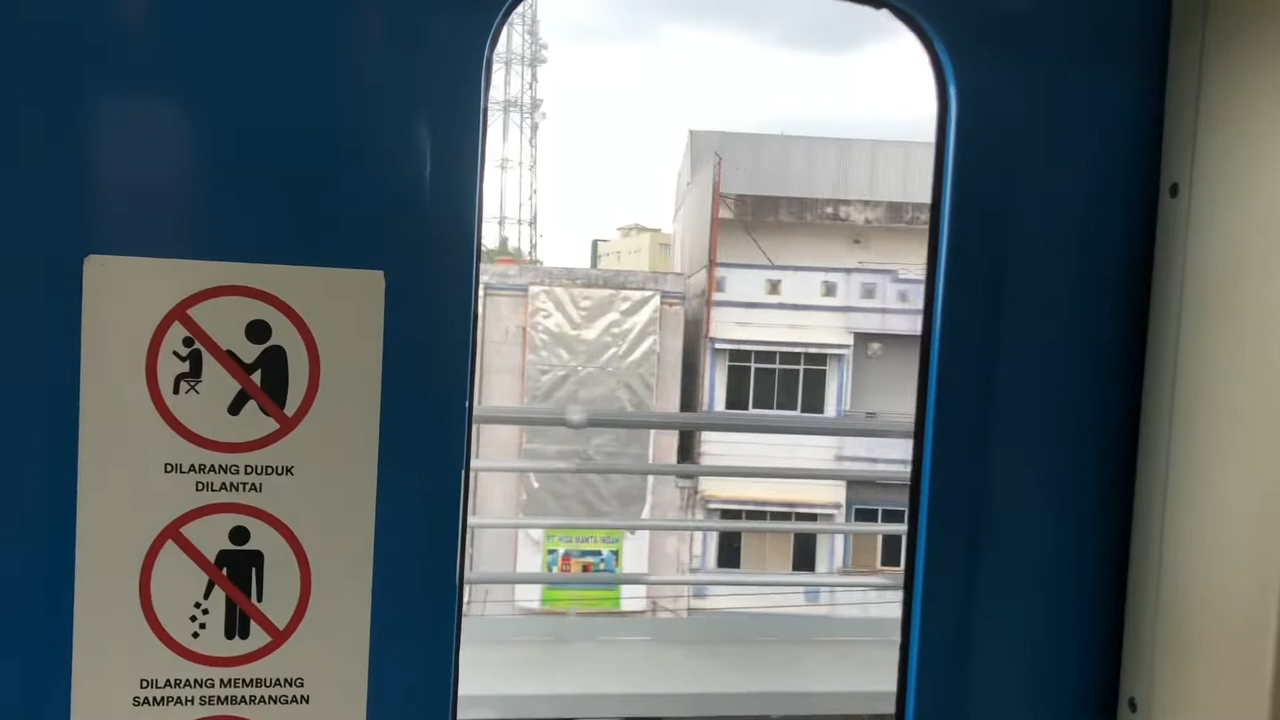 DILARANG DUDUK
DILANTAI
DILARANG MEMBUANG
SAMPAH SEMBARANGAN